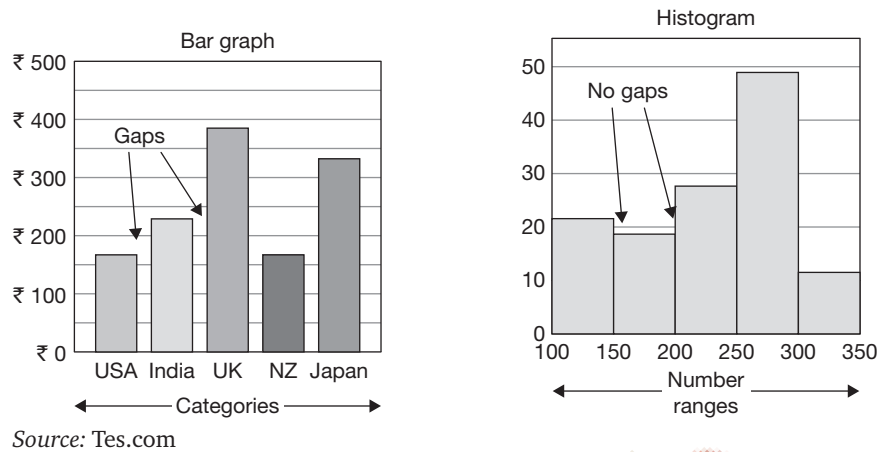 Bar graph
₹ 500
₹ 400
₹ 300
₹ 200
₹ 100
₹ 0
Gaps
USA India UK NZ Japan
Categories
Histogram
50
40
30
20
10
0
No gaps
100 150 200 250 300 350
Number
ranges
Source: Tes.com